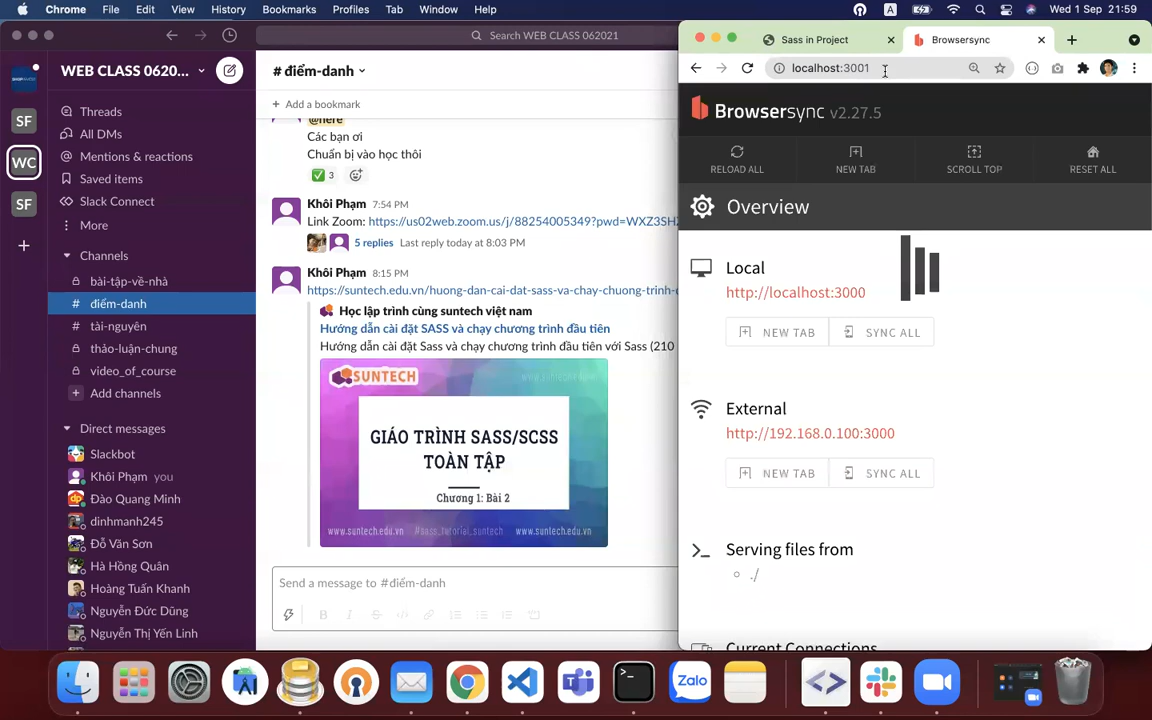 Chrome File Edit View History Bookmarks Profiles Tab Window Help
A
Wed 1 Sep 21:59
Search WEB CLASS 062021
WEB CLASS 0620...
SF
WC
SF
Threads
All DMs
Mentions & reactions
Saved items
Slack Connect
More
Channels
bài-tập-về-nhà
# điểm-danh
# tài-nguyên
thảo-luận-chung
video_of_course
+ Add channels
Direct messages
Slackbot
Khôi Phạm you
Đào Quang Minh
dinhmanh245
Đỗ Văn Sơn
Hà Hồng Quân
Hoàng Tuấn Khanh
Nguyễn Đức Dũng
Nguyễn Thị Yến Linh
# điểm-danh
+ Add a bookmark
@here
Các bạn ơi
Chuẩn bị vào học thôi
3
Khôi Phạm 7:54 PM
Link Zoom: https://us02web.zoom.us/j/88254005349?pwd=WXZ3SHZ
5 replies Last reply today at 8:03 PM
Khôi Phạm 8:15 PM
https://suntech.edu.vn/huong-dan-cai-dat-sass-va-chay-chuong-trinh-d
Học lập trình cùng suntech việt nam
Hướng dẫn cài đặt SASS và chạy chương trình đầu tiên
Hướng dẫn cài đặt Sass và chạy chương trình đầu tiên với Sass (210
SUNTECH
www.suntech.edu.vn
GIÁO TRÌNH SASS/SCSS
TOÀN TẬP
Chương 1: Bài 2
www.suntech.edu.vn #sass_tutorial_suntech www.suntech.edu.vn
Send a message to #điểm-danh
B I S
Sass in Project
Browsersync
localhost:3001
Browsersync v2.27.5
RELOAD ALL
NEW TAB
SCROLL TOP
RESET ALL
Overview
Local
http://localhost:3000
NEW TAB
SYNC ALL
External
http://192.168.0.100:3000
NEW TAB
SYNC ALL
Serving files from
./
Current Connections
Zalo